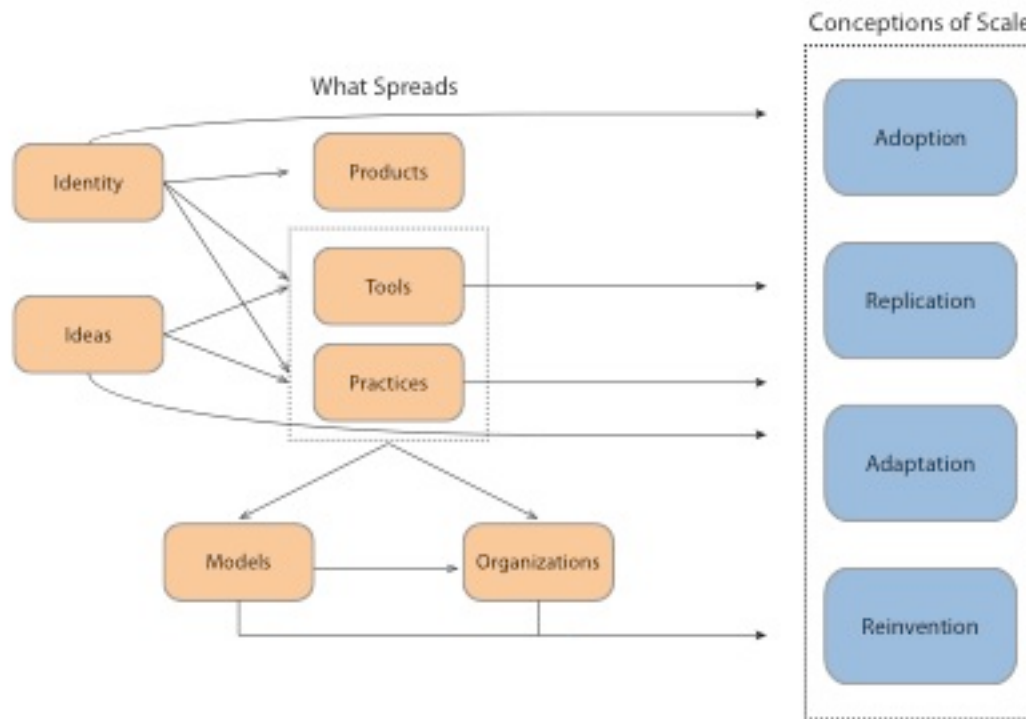 Conceptions of Scale
What Spreads
Identity
Products
Adoption
Ideas
Tools
Replication
Practices
Adaptation
Models
Organizations
Reinvention